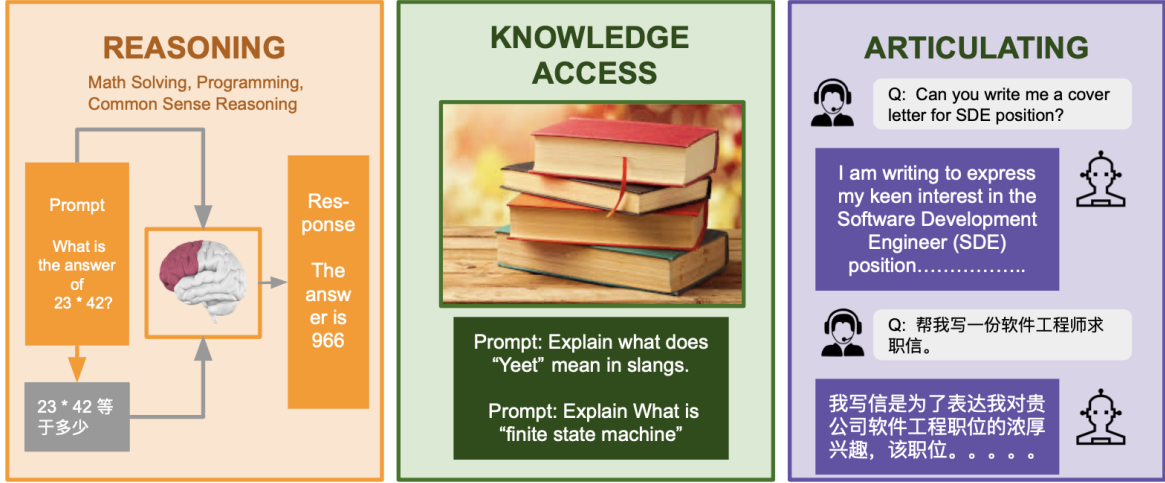 REASONING
Math Solving, Programming,
Common Sense Reasoning
Prompt
What is
the answer
of
23 * 42?
23 * 42 等
于多少
Res-
ponse
The
answ
er is
966
KNOWLEDGE
ACCESS
Prompt: Explain what does
“Yeet” mean in slangs.
Prompt: Explain What is
“finite state machine”
ARTICULATING
Q:  Can you write me a cover
letter for SDE position?
I am writing to express
my keen interest in the
Software Development
Engineer (SDE)
position……………..
Q:  帮我写一份软件工程师求
职信。
我写信是为了表达我对贵
公司软件工程职位的浓厚
兴趣，该职位。。。。。